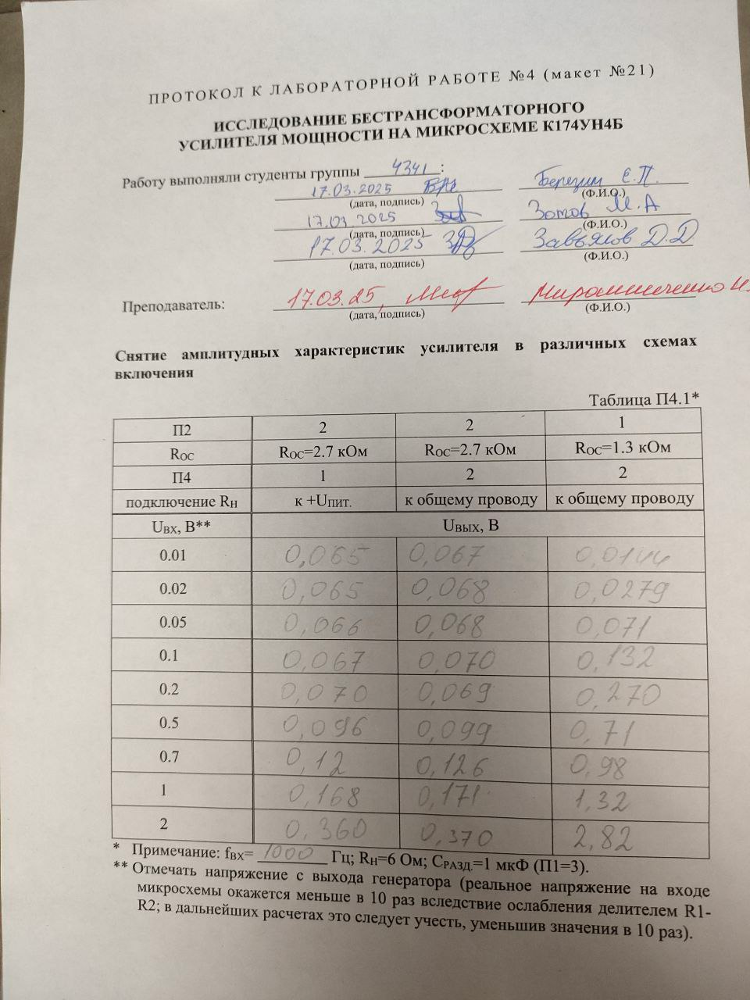 ПРОТОКОЛ К ЛАБОРАТОРНОЙ РАБОТЕ №4 (макет №21)
ИССЛЕДОВАНИЕ БЕСТРАНСФОРМАТОРНОГО
УСИЛИТЕЛЯ МОЩНОСТИ НА МИКРОСХЕМЕ К174УН4Б
Работу выполняли студенты группы 4341:
17.03.2025 Березин Е.П.
(дата, подпись) (Ф.И.О.)
17.03.2025 Зотов М.А
(дата, подпись) (Ф.И.О.)
17.03.2025 Завьялов Д.Д
(дата, подпись) (Ф.И.О.)
Преподаватель: 17.03.25,
(дата, подпись) (Ф.И.О.)
Снятие амплитудных характеристик усилителя в различных схемах
включения
Таблица П4.1*
П2 2 2 1
Rос Rос=2.7 кОм Rос=2.7 кОм Rос=1.3 кОм
П4 1 2 2
подключение Rн к +Uпит. к общему проводу к общему проводу
Uвх, В** Uвых, В
0.01 0,065 0,067 0,0144
0.02 0,065 0,068 0,0279
0.05 0,066 0,068 0,071
0.1 0,067 0,070 0,132
0.2 0,070 0,069 0,270
0.5 0,096 0,099 0,71
0.7 0,12 0,126 0,98
1 0,168 0,171 1,32
2 0,360 0,370 2,82
* Примечание: fвх= 1000 Гц; Rн=6 Ом; Cразд.=1 мкФ (П1=3).
** Отмечать напряжение с выхода генератора (реальное напряжение на входе
микросхемы окажется меньше в 10 раз вследствие ослабления делителем R1-
R2; в дальнейших расчетах это следует учесть, уменьшив значения в 10 раз).